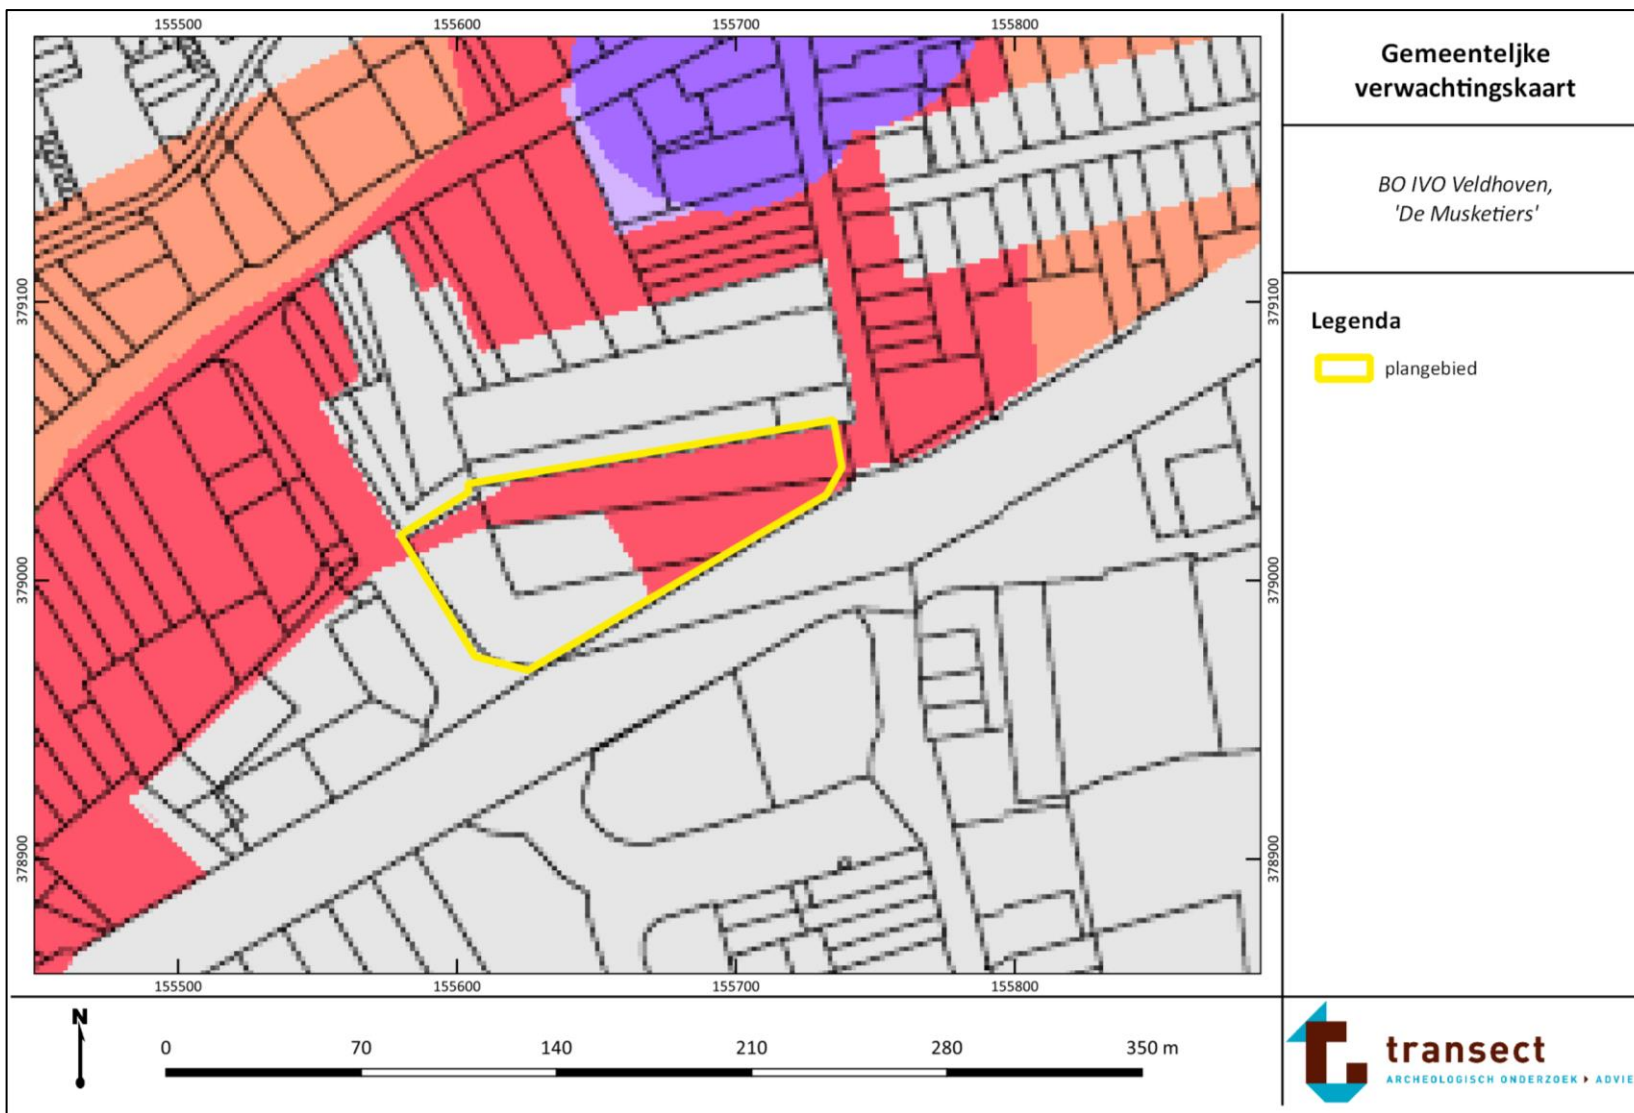 155500 155600 155700 155800
379100
379000
378900
379100
379000
378900
155500 155600 155700 155800
Gemeenteljke
verwachtingskaart
BO IVO Veldhoven,
'De Musketiers'
Legenda
plangebied
N
0 70 140 210 280 350 m
transect
ARCHEOLOGISCH ONDERZOEK ADVIE